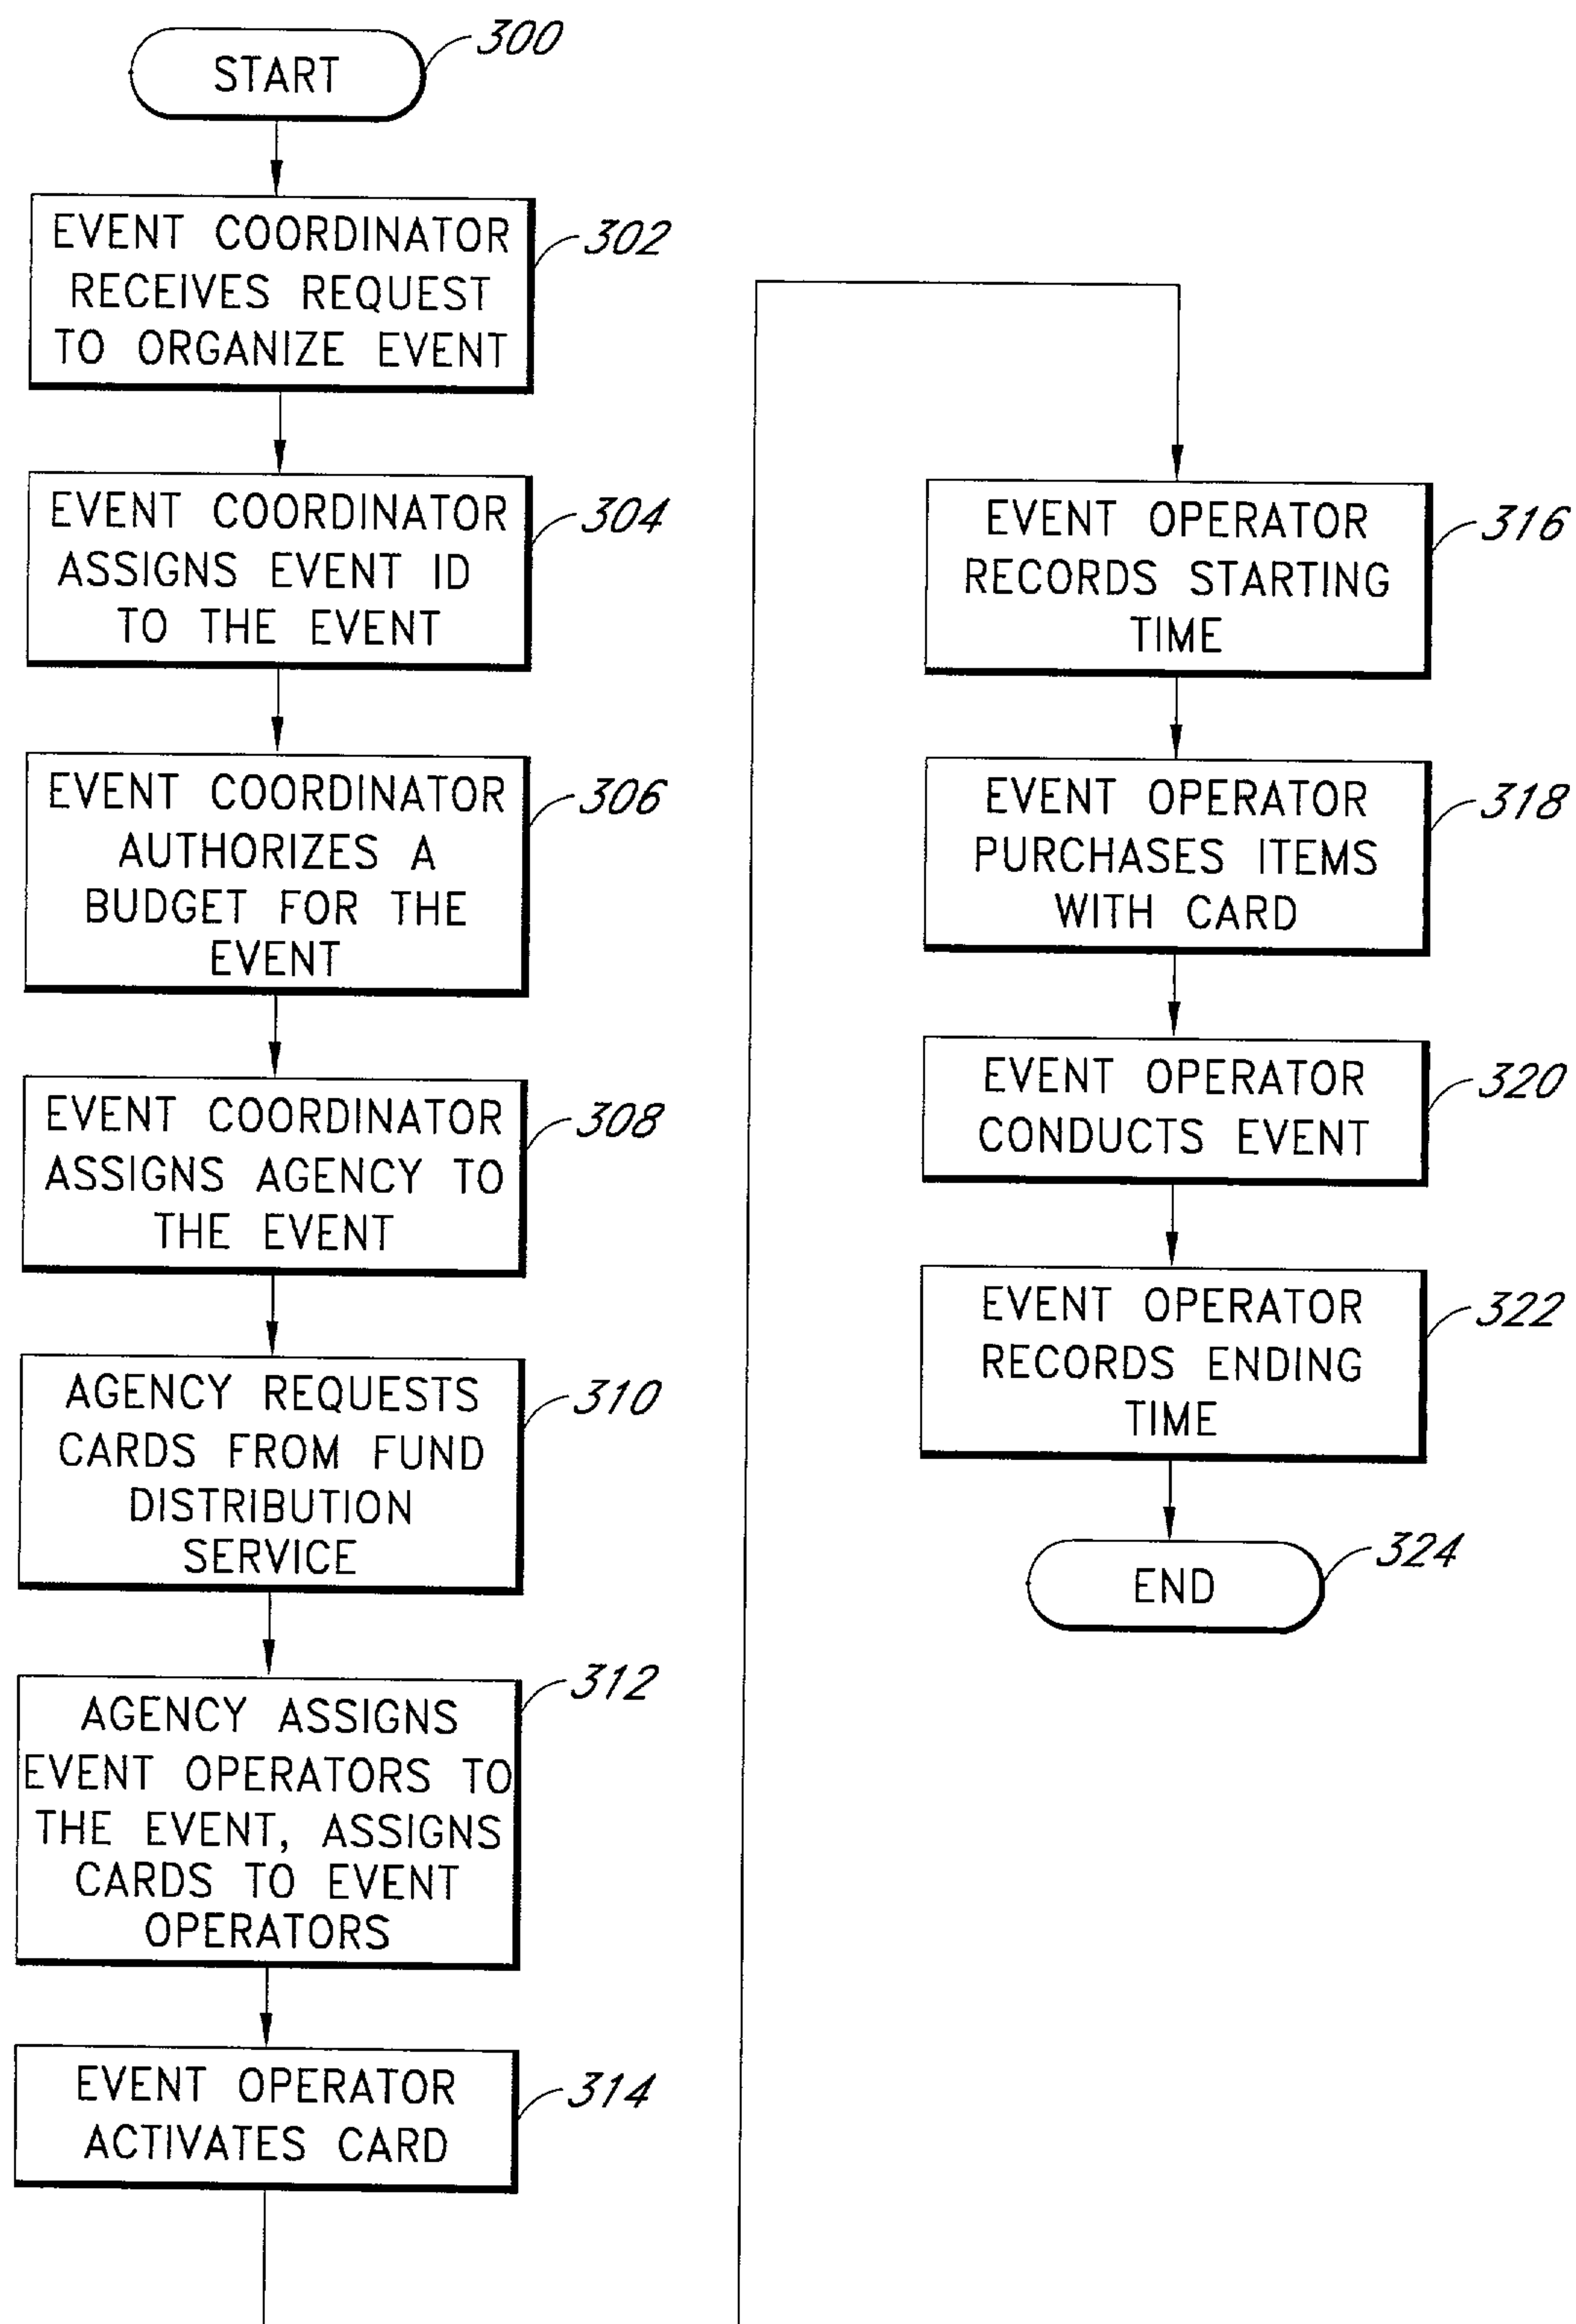 START
300
EVENT COORDINATOR
RECEIVES REQUEST
TO ORGANIZE EVENT
302
EVENT COORDINATOR
ASSIGNS EVENT ID
TO THE EVENT
304
EVENT COORDINATOR
AUTHORIZES A
BUDGET FOR THE
EVENT
306
EVENT COORDINATOR
ASSIGNS AGENCY TO
THE EVENT
308
AGENCY REQUESTS
CARDS FROM FUND
DISTRIBUTION
SERVICE
310
AGENCY ASSIGNS
EVENT OPERATORS TO
THE EVENT, ASSIGNS
CARDS TO EVENT
OPERATORS
312
EVENT OPERATOR
ACTIVATES CARD
314
EVENT OPERATOR
RECORDS STARTING
TIME
316
EVENT OPERATOR
PURCHASES ITEMS
WITH CARD
318
EVENT OPERATOR
CONDUCTS EVENT
320
EVENT OPERATOR
RECORDS ENDING
TIME
322
END
324